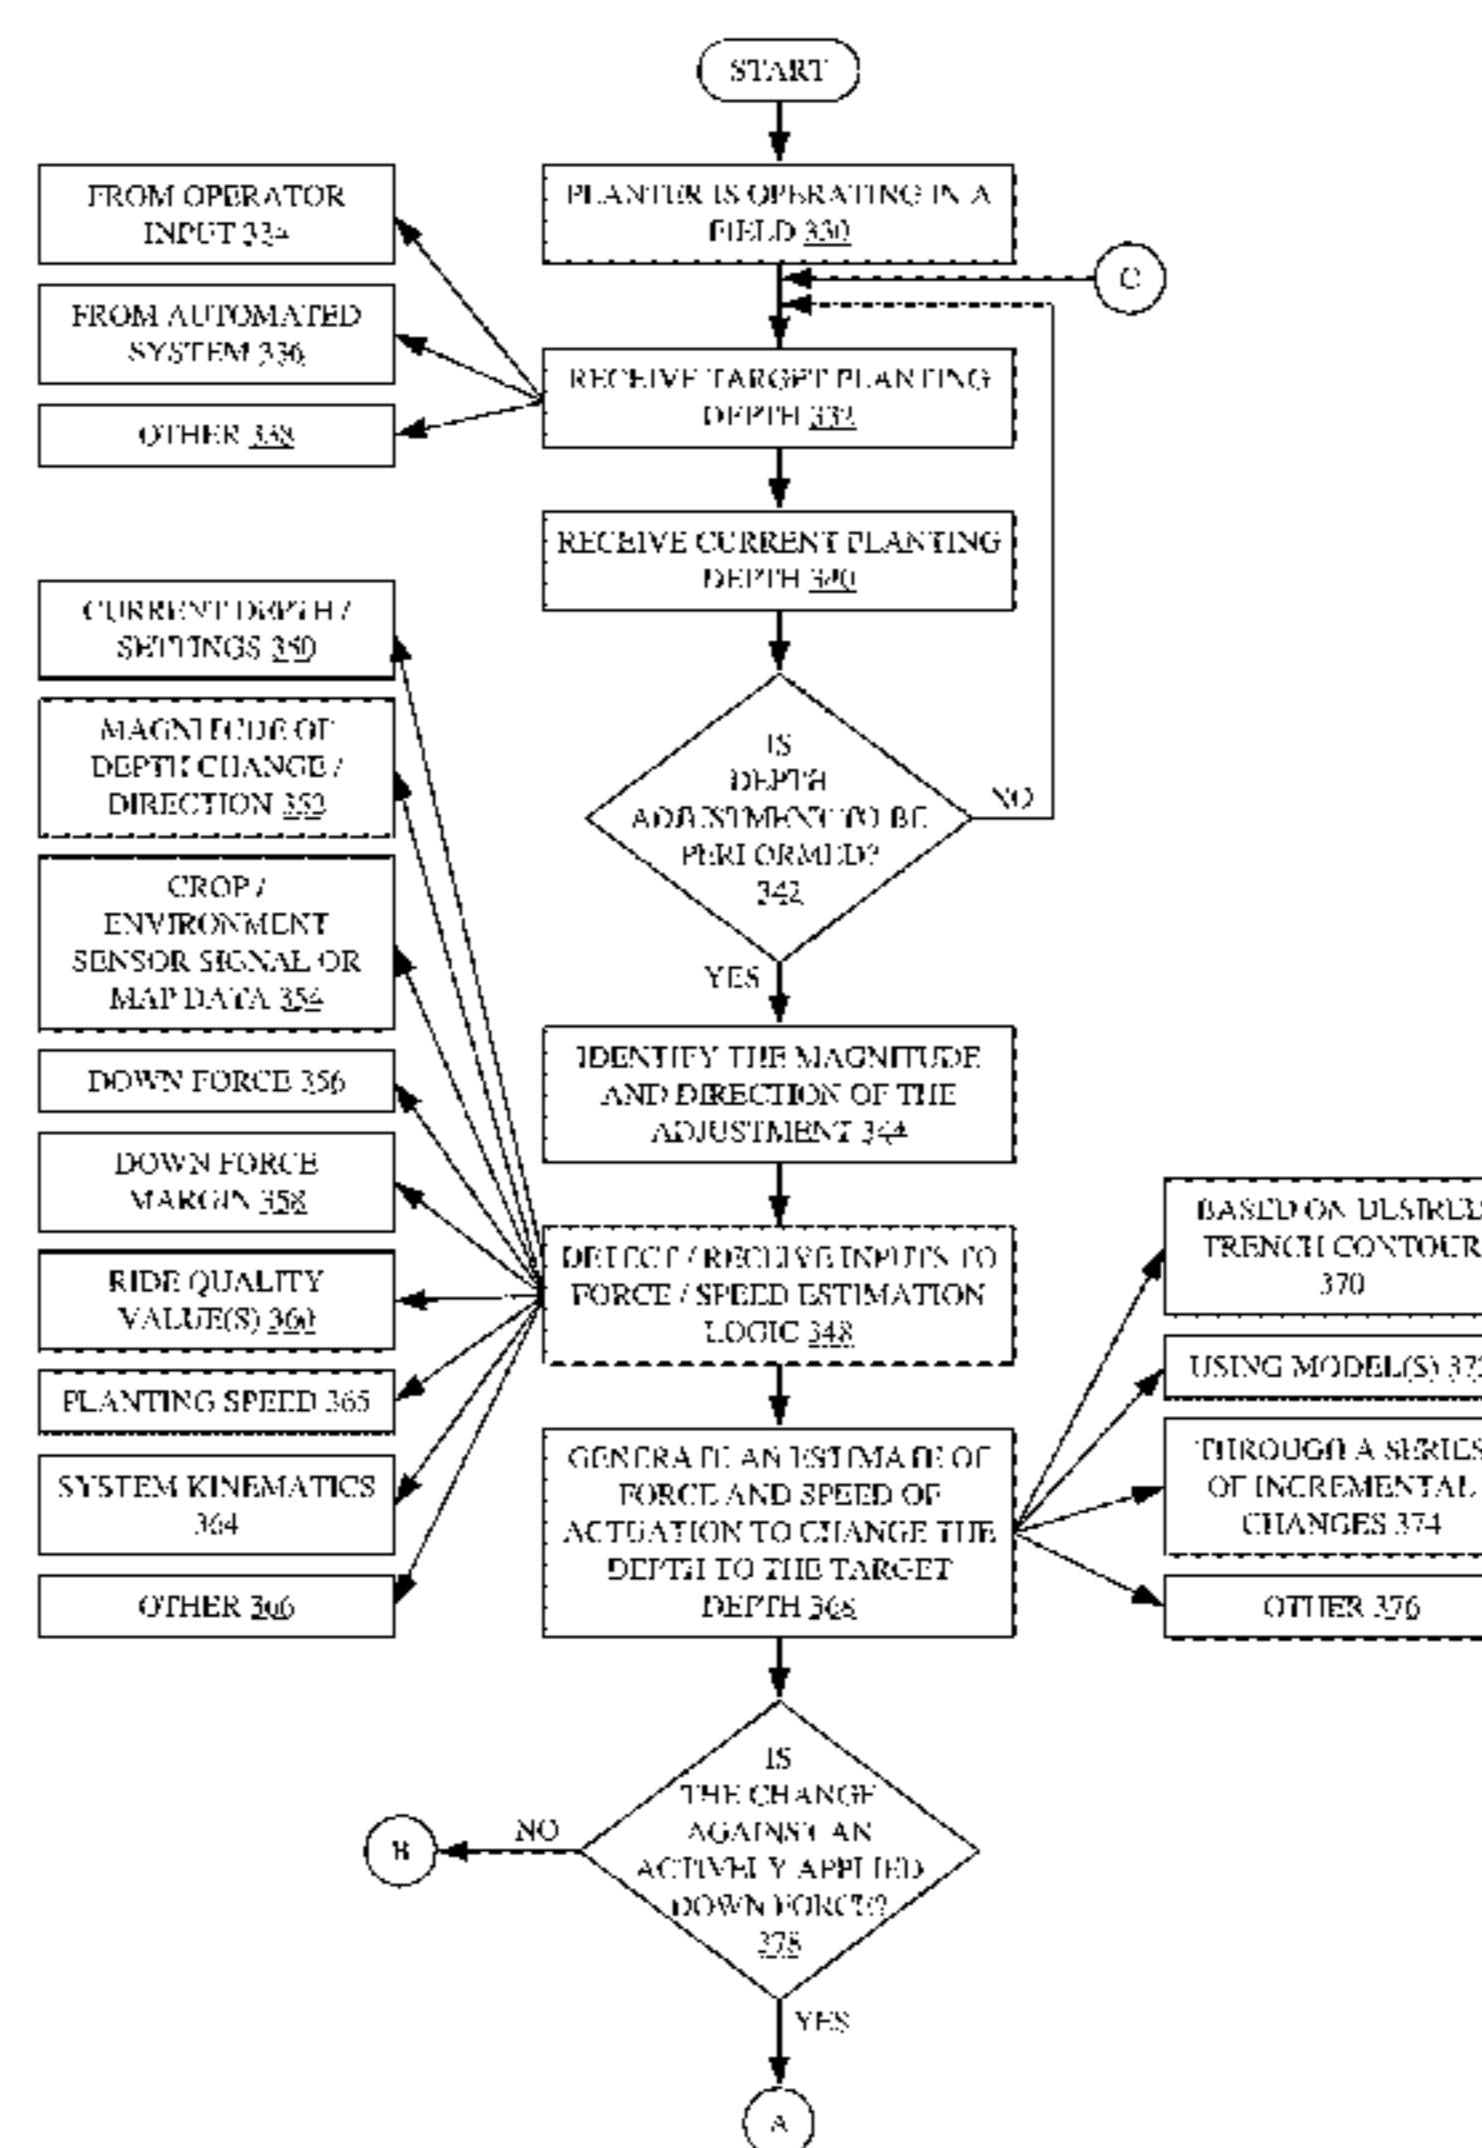 START
PLANTER IS OPERATING IN A
FIELD 330
C
FROM OPERATOR
INPUT 334
FROM AUTOMATED
SYSTEM 336
OTHER 338
RECEIVE TARGET PLANTING
DEPTH 332
RECEIVE CURRENT PLANTING
DEPTH 340
IS
DEPTH
ADJUSTMENT TO BE
PERFORMED?
342
NO
YES
IDENTIFY THE MAGNITUDE
AND DIRECTION OF THE
ADJUSTMENT 344
DETECT / RECEIVE INPUTS TO
FORCE / SPEED ESTIMATION
LOGIC 348
CURRENT DEPTH /
SETTINGS 350
MAGNITUDE OF
DEPTH CHANGE /
DIRECTION 352
CROP /
ENVIRONMENT
SENSOR SIGNAL OR
MAP DATA 354
DOWN FORCE 356
DOWN FORCE
MARGIN 358
RIDE QUALITY
VALUE(S) 360
PLANTING SPEED 365
SYSTEM KINEMATICS
364
OTHER 366
GENERATE AN ESTIMATE OF
FORCE AND SPEED OF
ACTUATION TO CHANGE THE
DEPTH TO THE TARGET
DEPTH 368
BASED ON DESIRED
TRENCH CONTOUR
370
USING MODEL(S) 372
THROUGH A SERIES
OF INCREMENTAL
CHANGES 374
OTHER 376
IS
THE CHANGE
AGAINST AN
ACTIVELY APPLIED
DOWN FORCE?
378
NO
B
YES
A